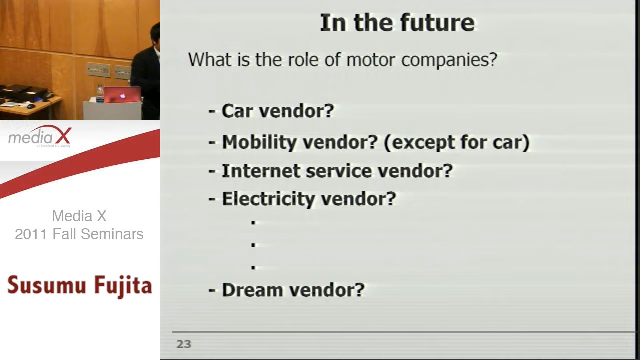 In the future
What is the role of motor companies?
- Car vendor?
- Mobility vendor? (except for car)
- Internet service vendor?
- Electricity vendor?
.
.
.
- Dream vendor?
23
media X
Media X
2011 Fall Seminars
Susumu Fujita